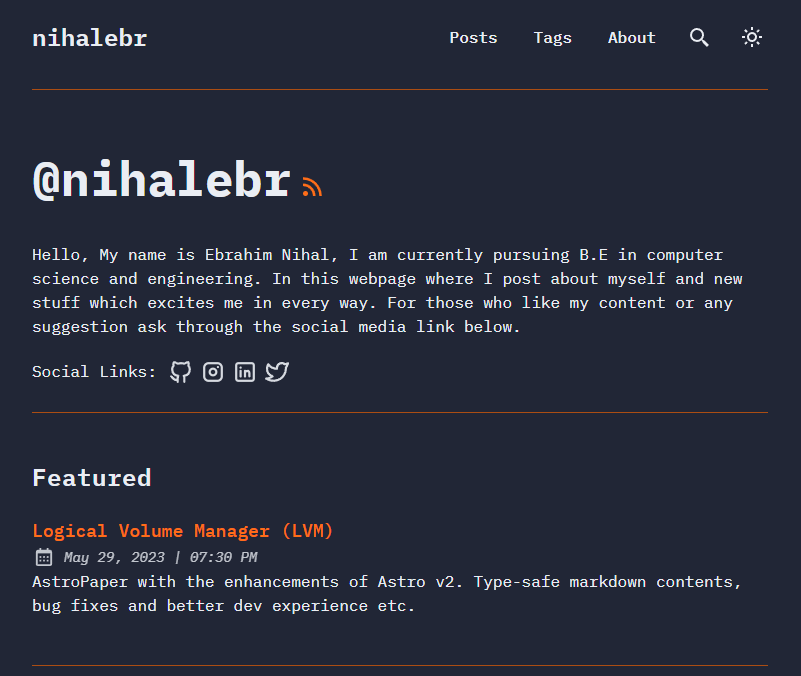 nihalebr
Posts
Tags
About
@nihalebr
Hello, My name is Ebrahim Nihal, I am currently pursuing B.E in computer
science and engineering. In this webpage where I post about myself and new
stuff which excites me in every way. For those who like my content or any
suggestion ask through the social media link below.
Social Links:
Featured
Logical Volume Manager (LVM)
May 29, 2023 | 07:30 PM
AstroPaper with the enhancements of Astro v2. Type-safe markdown contents,
bug fixes and better dev experience etc.